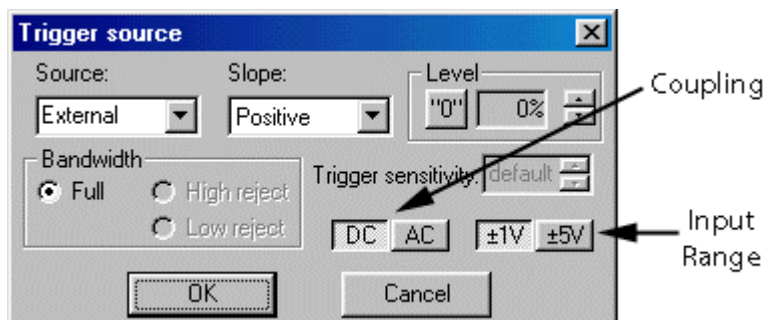 Trigger source
Source:
Slope:
Level
External
Positive
"0"
0%
Coupling
Bandwidth
Full
High reject
Low reject
Trigger sensitivity:
default
DC
AC
±1V
±5V
Input
Range
OK
Cancel